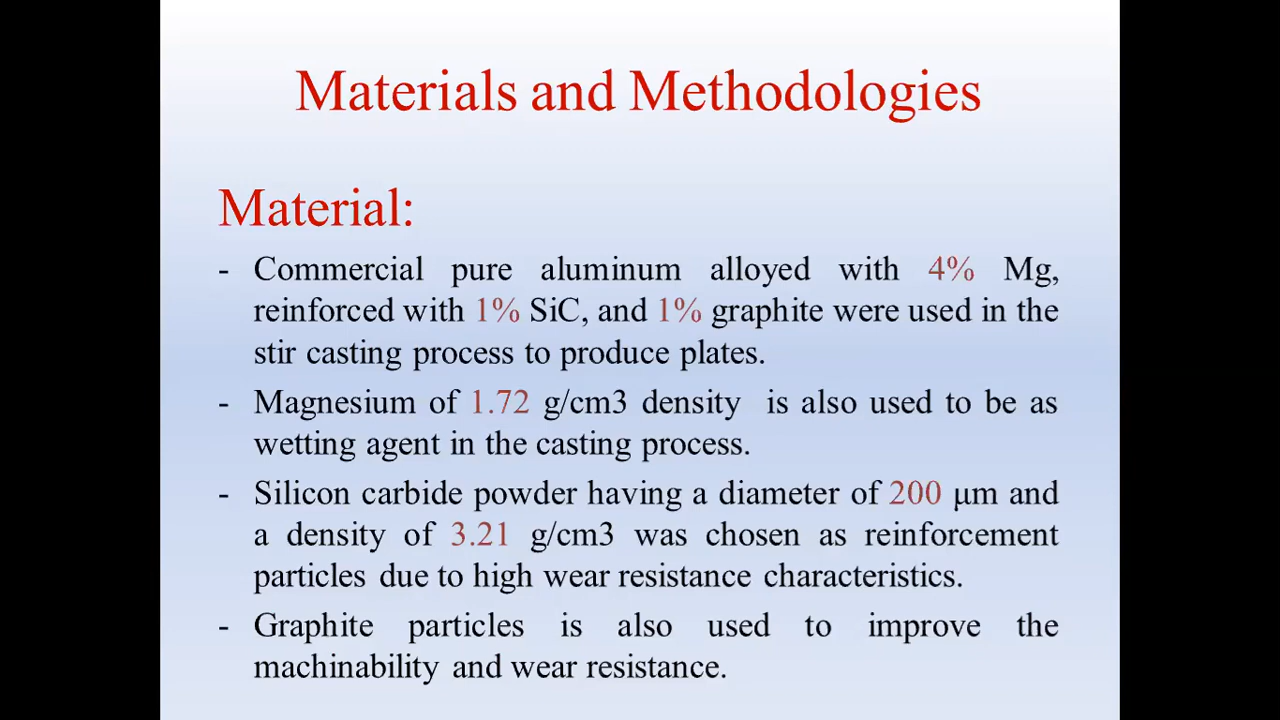 Materials and Methodologies
Material:
- Commercial pure aluminum alloyed with 4% Mg,
reinforced with 1% SiC, and 1% graphite were used in the
stir casting process to produce plates.
- Magnesium of 1.72 g/cm3 density is also used to be as
wetting agent in the casting process.
- Silicon carbide powder having a diameter of 200 μm and
a density of 3.21 g/cm3 was chosen as reinforcement
particles due to high wear resistance characteristics.
- Graphite particles is also used to improve the
machinability and wear resistance.